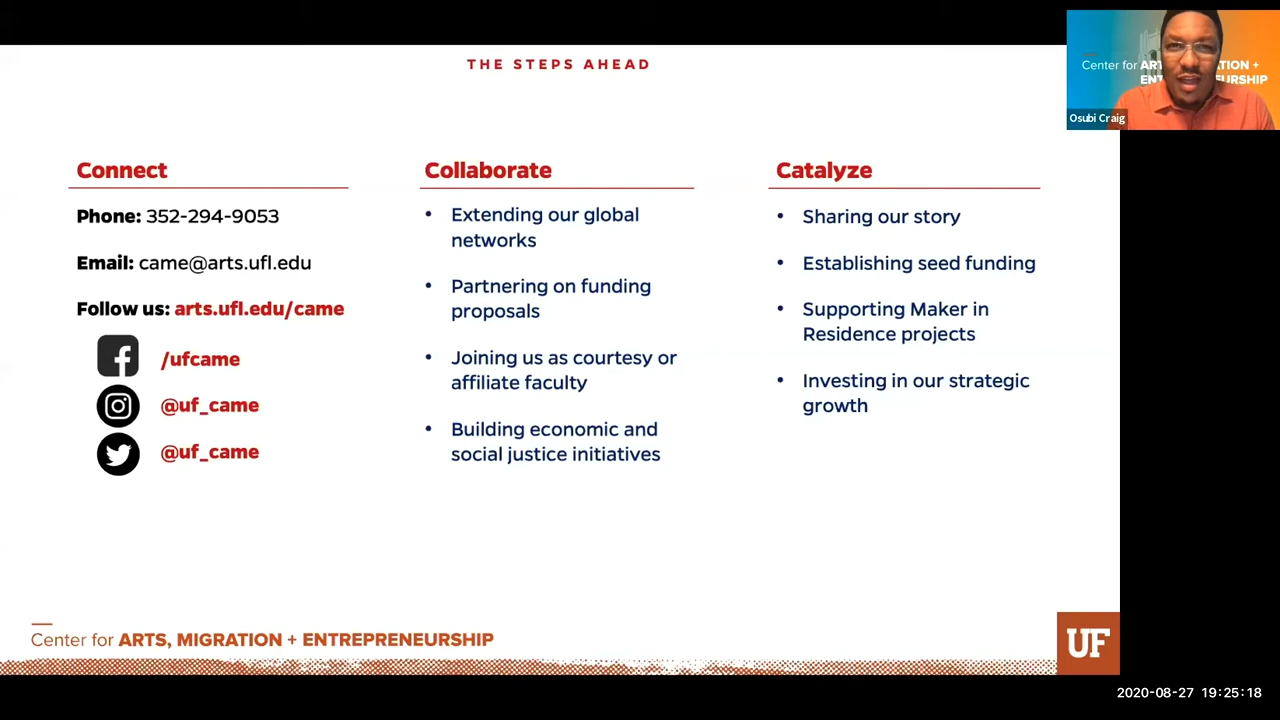 THE STEPS AHEAD
Connect
Phone: 352-294-9053
Email: came@arts.ufl.edu
Follow us: arts.ufl.edu/came
/ufcame
@uf_came
@uf_came
Collaborate
• Extending our global
networks
• Partnering on funding
proposals
• Joining us as courtesy or
affiliate faculty
• Building economic and
social justice initiatives
Catalyze
• Sharing our story
• Establishing seed funding
• Supporting Maker in
Residence projects
• Investing in our strategic
growth
Center for ARTS, MIGRATION + ENTREPRENEURSHIP
UF
Center for
Osubi Craig
2020-08-27 19:25:18